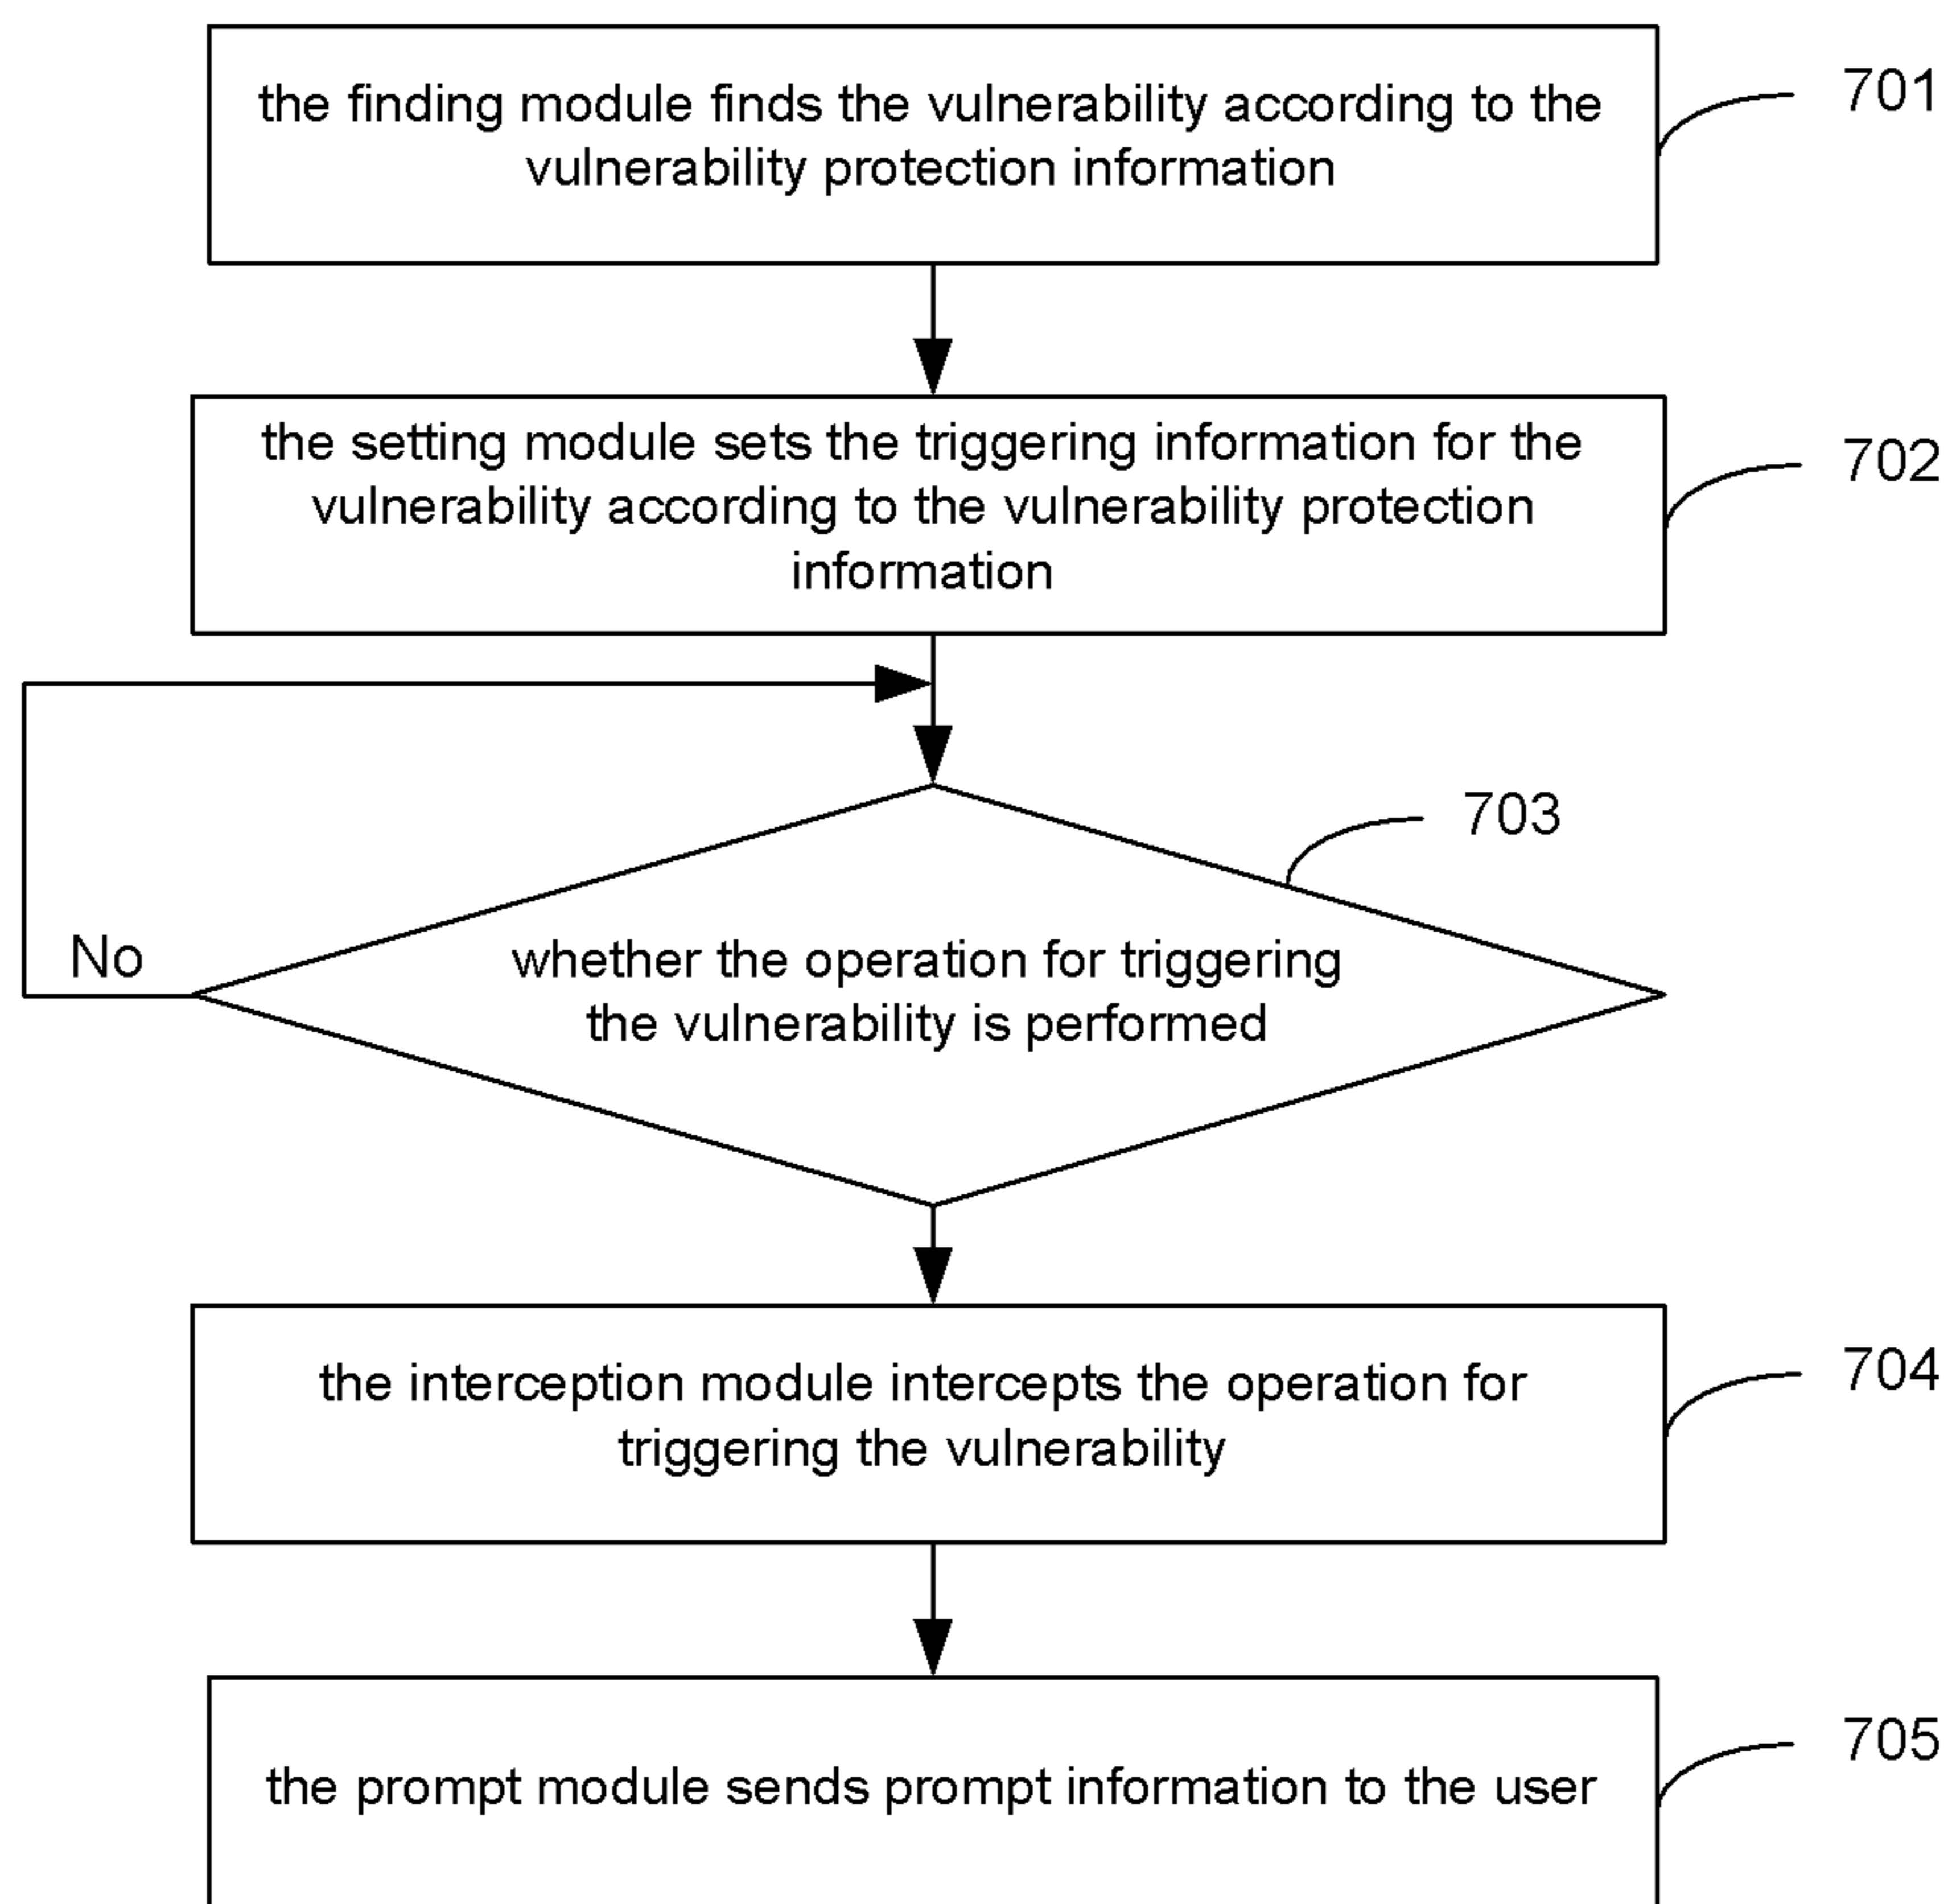 the finding module finds the vulnerability according to the
vulnerability protection information
701
the setting module sets the triggering information for the
vulnerability according to the vulnerability protection
information
702
703
No
whether the operation for triggering
the vulnerability is performed
the interception module intercepts the operation for
triggering the vulnerability
704
the prompt module sends prompt information to the user
705